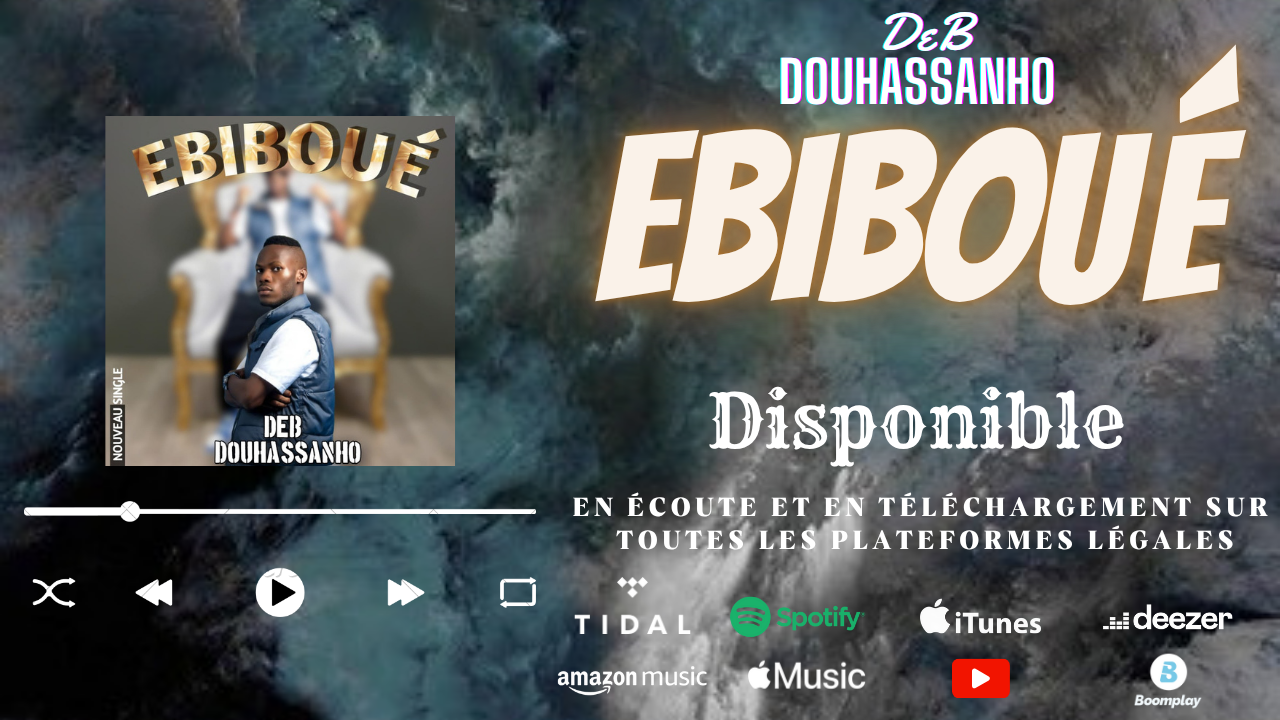 EBIBOUÉ
NOUVEAU SINGLE
DEB
DOUHASSANHO
DεB
DOUHASSANHO
EBIBOUÉ
Disponible
EN ÉCOUTE ET EN TÉLÉCHARGEMENT SUR
TOUTES LES PLATEFORMES LÉGALES
TIDAL
Spotify
iTunes
deezer
amazon music
Music
B
Boomplay